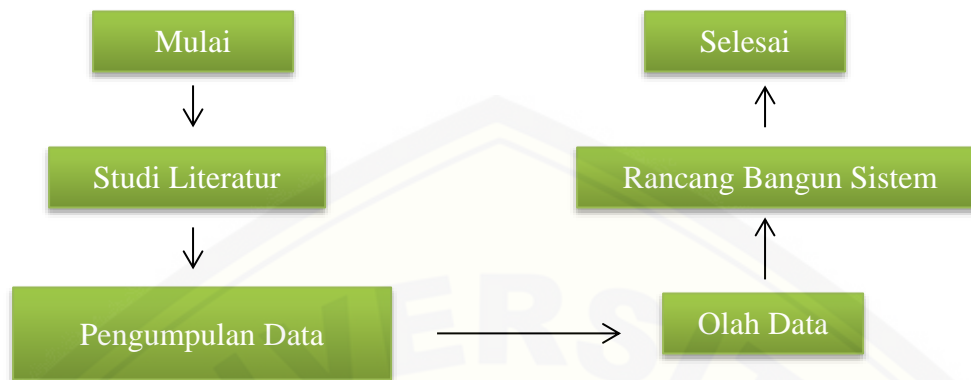 Mulai
Studi Literatur
Pengumpulan Data
Olah Data
Rancang Bangun Sistem
Selesai